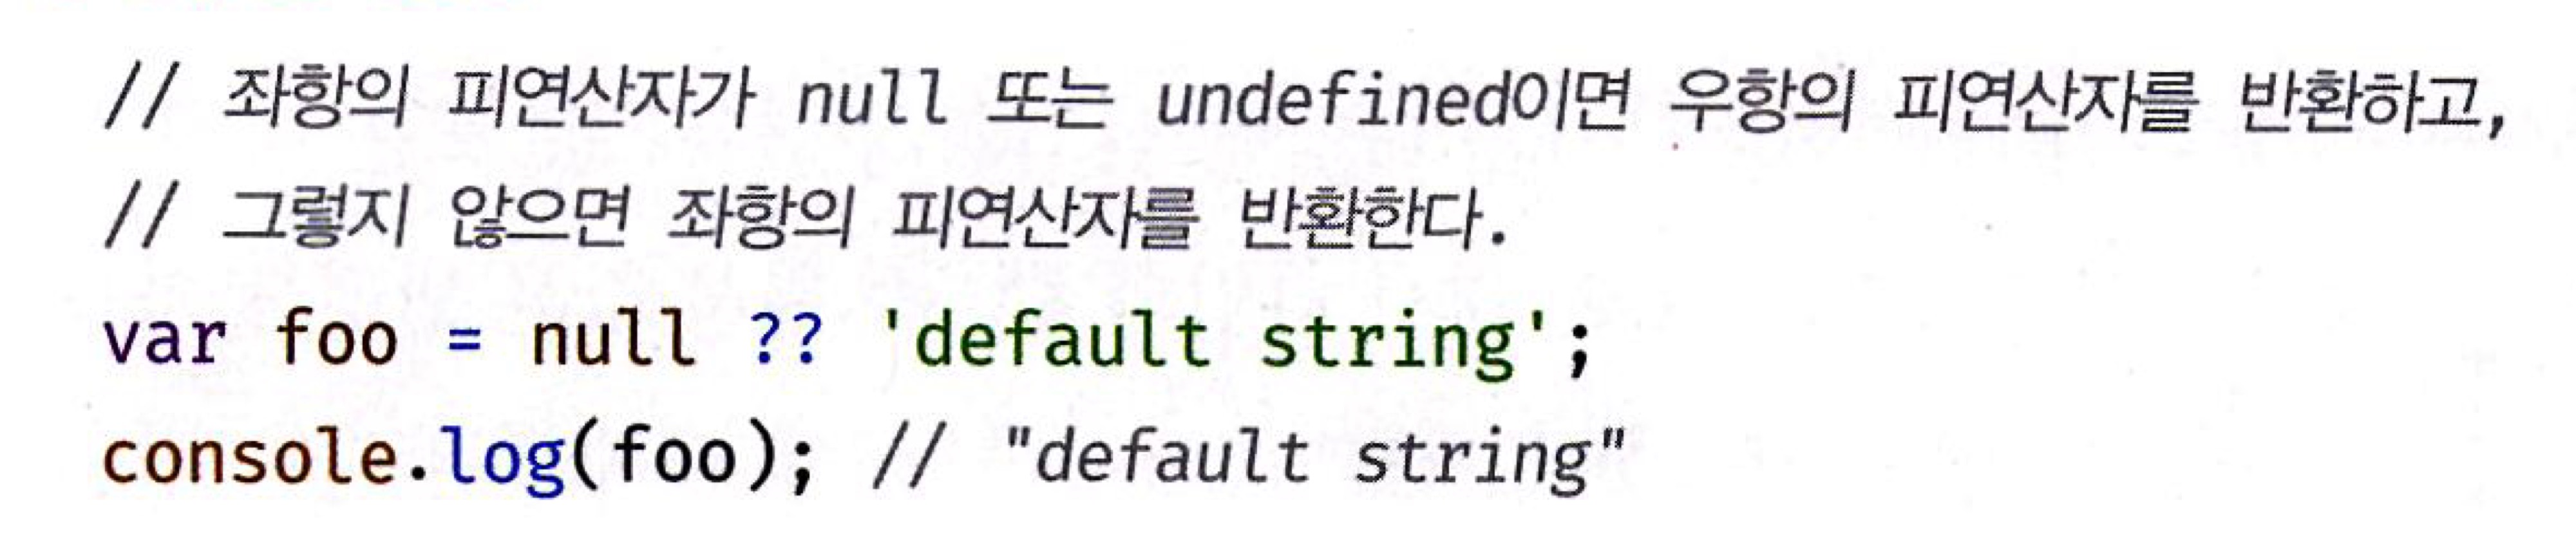 // 좌항의 피연산자가 null 또는 undefined이면 우항의 피연산자를 반환하고,
// 그렇지 않으면 좌항의 피연산자를 반환한다.
var foo = null ?? 'default string';
console.log(foo); // "default string"